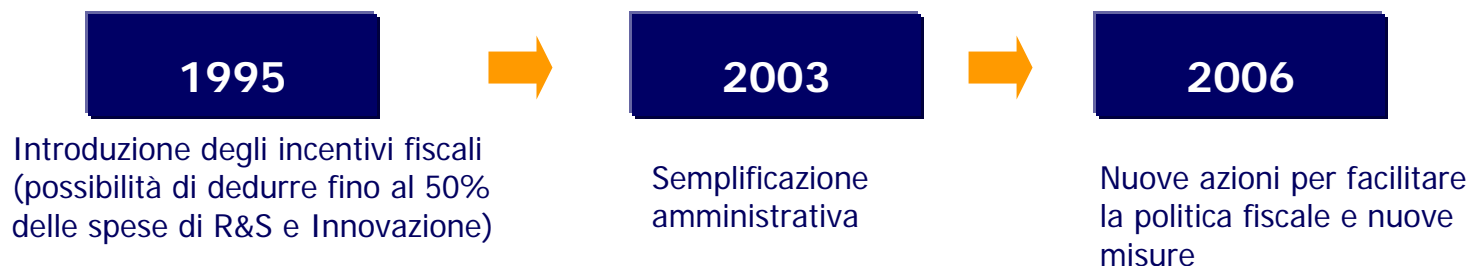 1995
2003
2006
Introduzione degli incentivi fiscali
(possibilità di dedurre fino al 50%
delle spese di R&S e Innovazione)
Semplificazione
amministrativa
Nuove azioni per facilitare
la politica fiscale e nuove
misure